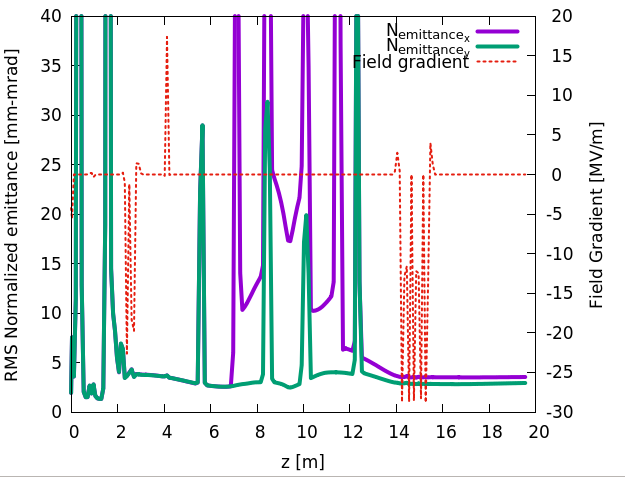 RMS Normalized emittance [mm-mrad]
40
35
30
25
20
15
10
5
0
N_emittance_x
N_emittance_y
Field gradient
20
15
10
5
0
-5
-10
-15
-20
-25
-30
Field Gradient [MV/m]
0 2 4 6 8 10 12 14 16 18 20
z [m]